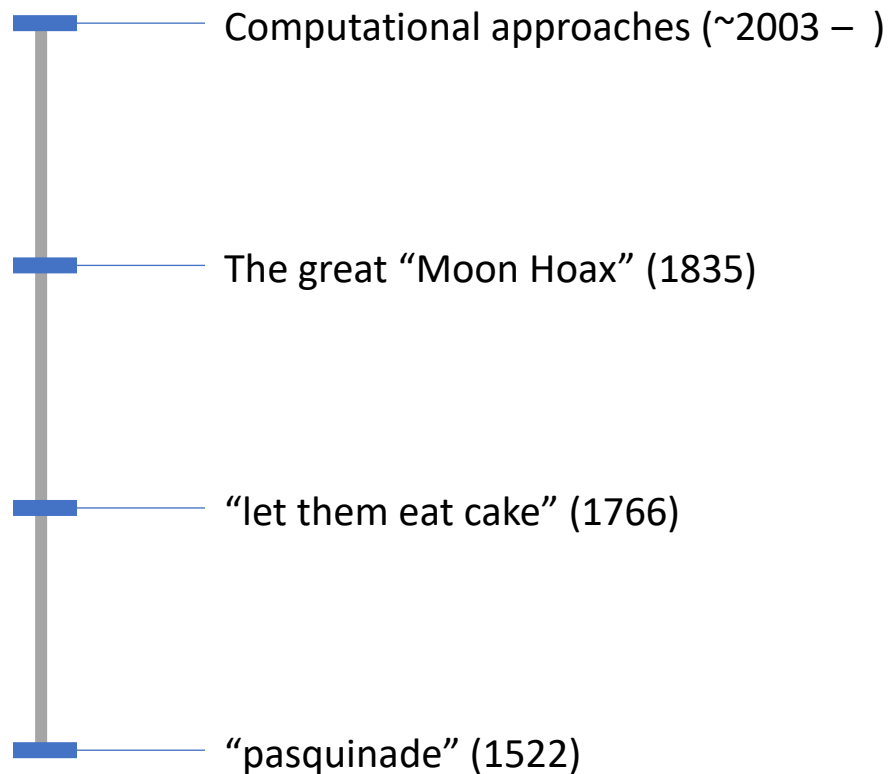 Computational approaches (~2003 –  )
The great “Moon Hoax” (1835)
“let them eat cake” (1766)
“pasquinade” (1522)